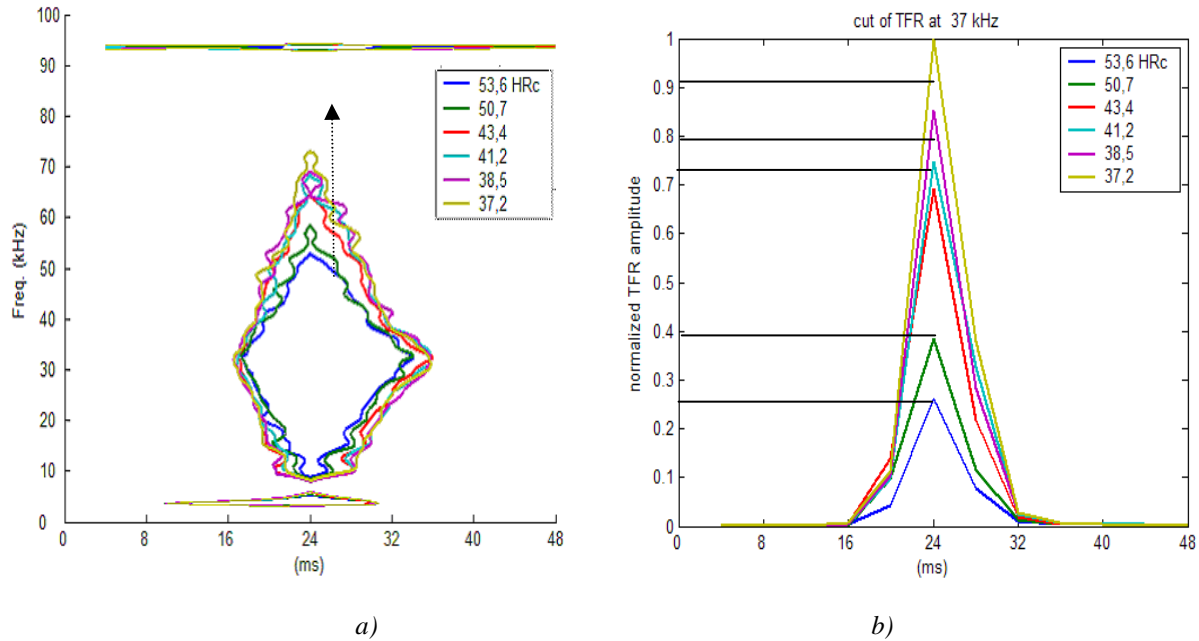 100
90
80
70
60
50
40
30
20
10
0
Freq. (kHz)
0 8 16 24 32 40 48
(ms)
53,6 HRc
50,7
43,4
41,2
38,5
37,2
a)
cut of TFR at 37 kHz
1
0.9
0.8
0.7
0.6
0.5
0.4
0.3
0.2
0.1
0
normalized TFR amplitude
0 8 16 24 32 40 48
(ms)
53,6 HRc
50,7
43,4
41,2
38,5
37,2
b)